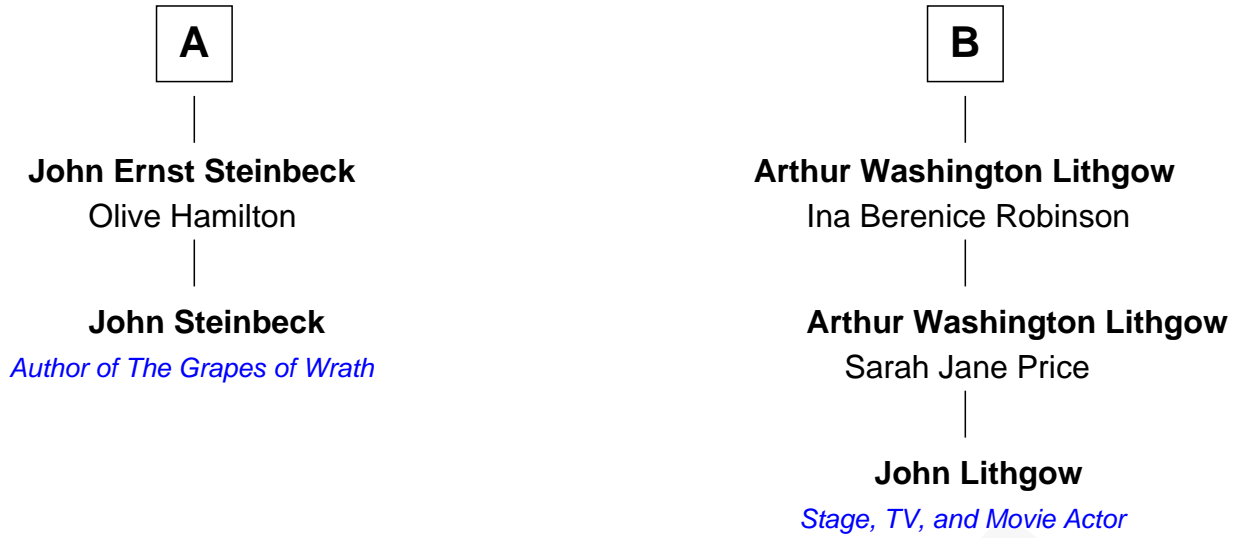 A
John Ernst Steinbeck
Olive Hamilton
John Steinbeck
Author of The Grapes of Wrath
B
Arthur Washington Lithgow
Ina Berenice Robinson
Arthur Washington Lithgow
Sarah Jane Price
John Lithgow
Stage, TV, and Movie Actor